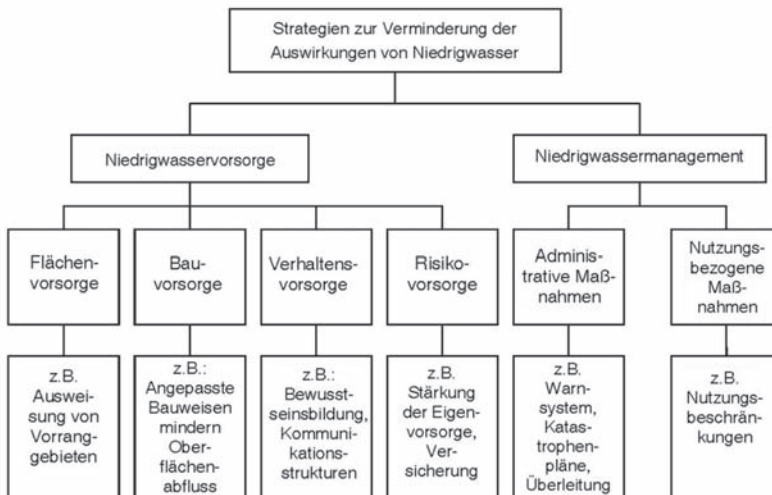 Strategien zur Verminderung der
Auswirkungen von Niedrigwasser
Niedrigwasservorsorge
Niedrigwassermanagement
Flächen-
vorsorge
Bau-
vorsorge
Verhaltens-
vorsorge
Risiko-
vorsorge
Adminis-
trative Maß-
nahmen
Nutzungs-
bezogene
Maß-
nahmen
z.B.
Auswei-
sung von
Vorrang-
gebieten
z.B.:
Angepasste
Bauweisen
mindern
Ober-
flächen-
abfluss
z.B.:
Bewusst-
seinsbildung,
Kommuni-
kations-
strukturen
z.B.
Stärkung
der Eigen-
vorsorge,
Ver-
sicherung
z.B.
Warn-
system,
Katas-
trophen-
pläne,
Überleitung
z.B.
Nutzungs-
beschrän-
kungen